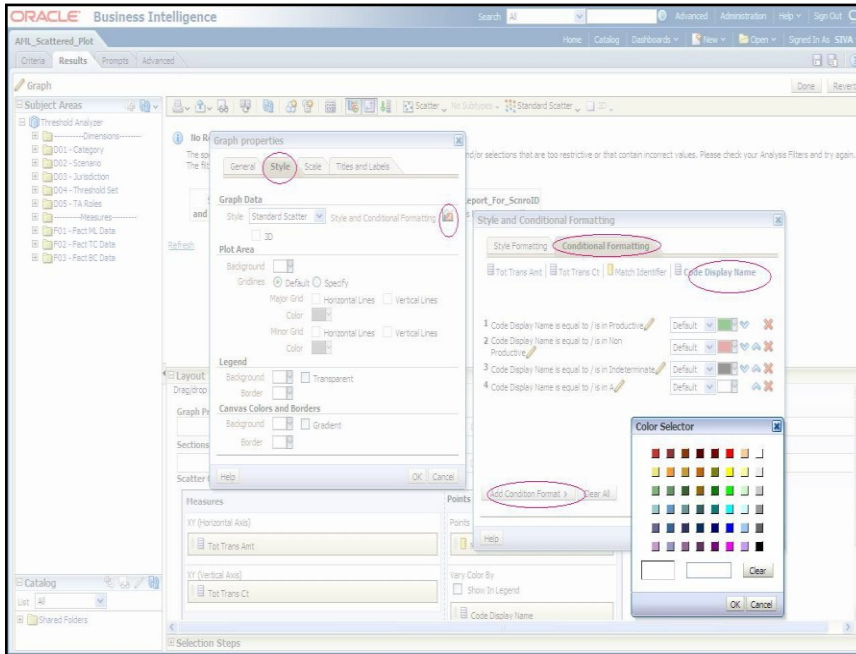 ORACLE Business Intelligence
Search All
Advanced Administration Help Sign Out
AML_Scattered_Plot
Home Catalog Dashboards New Open Signed In As SIVA
Criteria Results Prompts Advanced
Graph
Done Revert
Subject Areas
Scatter No Subtypes Standard Scatter 2D
Threshold Analyzer
----------Dimensions--------
D01 - Category
D02 - Scenario
D03 - Jurisdiction
D04 - Threshold Set
D05 - TA Roles
----------Measures--------
F01 - Fact ML Data
F02 - Fact TC Data
F03 - Fact BC Data
No R
and/or selections that are too restrictive or that contain incorrect values. Please check your Analysis Filters and try again.
The fil
eport_For_ScnroID
and
Refresh
Graph properties
General Style Scale Titles and Labels
Graph Data
Style Standard Scatter Style and Conditional Formatting
3D
Plot Area
Background
Gridlines Default Specify
Major Grid Horizontal Lines Vertical Lines
Color
Minor Grid Horizontal Lines Vertical Lines
Color
Legend
Background Transparent
Border
Canvas Colors and Borders
Background Gradient
Border
Help OK Cancel
Style and Conditional Formatting
Style Formatting Conditional Formatting
Tot Trans Amt Tot Trans Ct Match Identifier Code Display Name
1 Code Display Name is equal to / is in Productive Default
2 Code Display Name is equal to / is in Non Default
Productive
3 Code Display Name is equal to / is in Indeterminate Default
4 Code Display Name is equal to / is in A Default
Add Condition Format > Clear All
Help
Color Selector
Clear
OK Cancel
Layout
Drag/drop
Graph Pr
Sections
Scatter
Measures
Points
XY (Horizontal Axis)
Points
Tot Trans Amt
XY (Vertical Axis)
Tot Trans Ct
Vary Color By
Show In Legend
Code Display Name
Catalog
List All
Shared Folders
Selection Steps